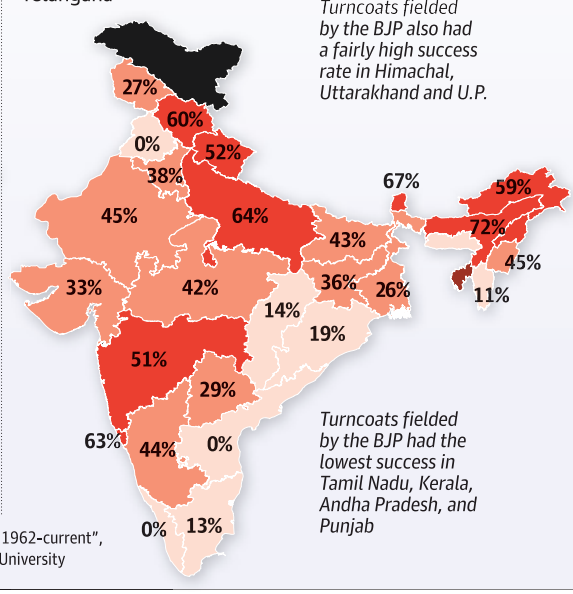 Telangana
Turncoats fielded
by the BJP also had
a fairly high success
rate in Himachal,
Uttarakhand and U.P.
27%
60%
0%
52%
38%
67%
59%
45%
64%
72%
43%
45%
33%
42%
36%
26%
11%
14%
19%
51%
29%
63%
44%
0%
Turncoats fielded
by the BJP had the
lowest success in
Tamil Nadu, Kerala,
Andha Pradesh, and
Punjab
0%
13%
1962-current",
University